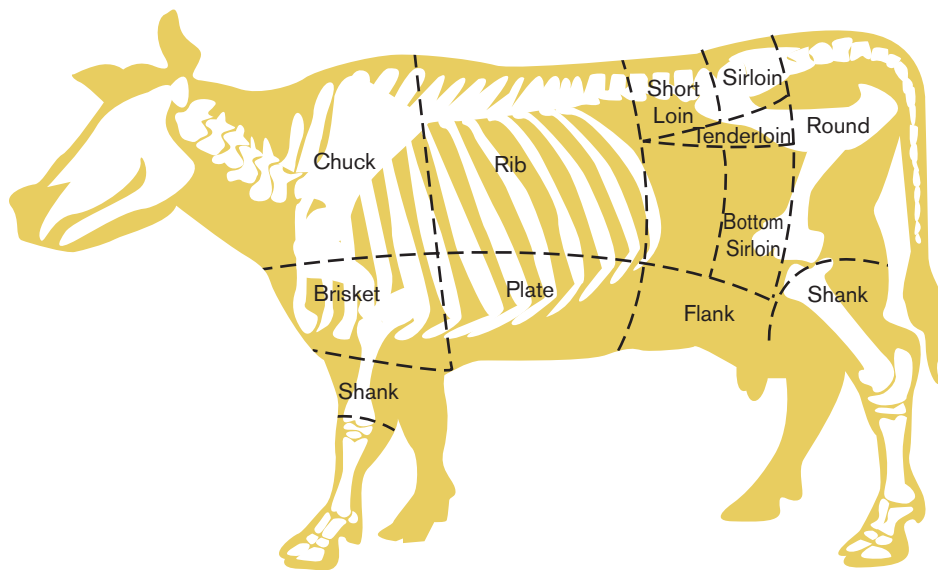 Sirloin
Short
Loin
Tenderloin
Round
Chuck
Rib
Bottom
Sirloin
Brisket
Plate
Flank
Shank
Shank